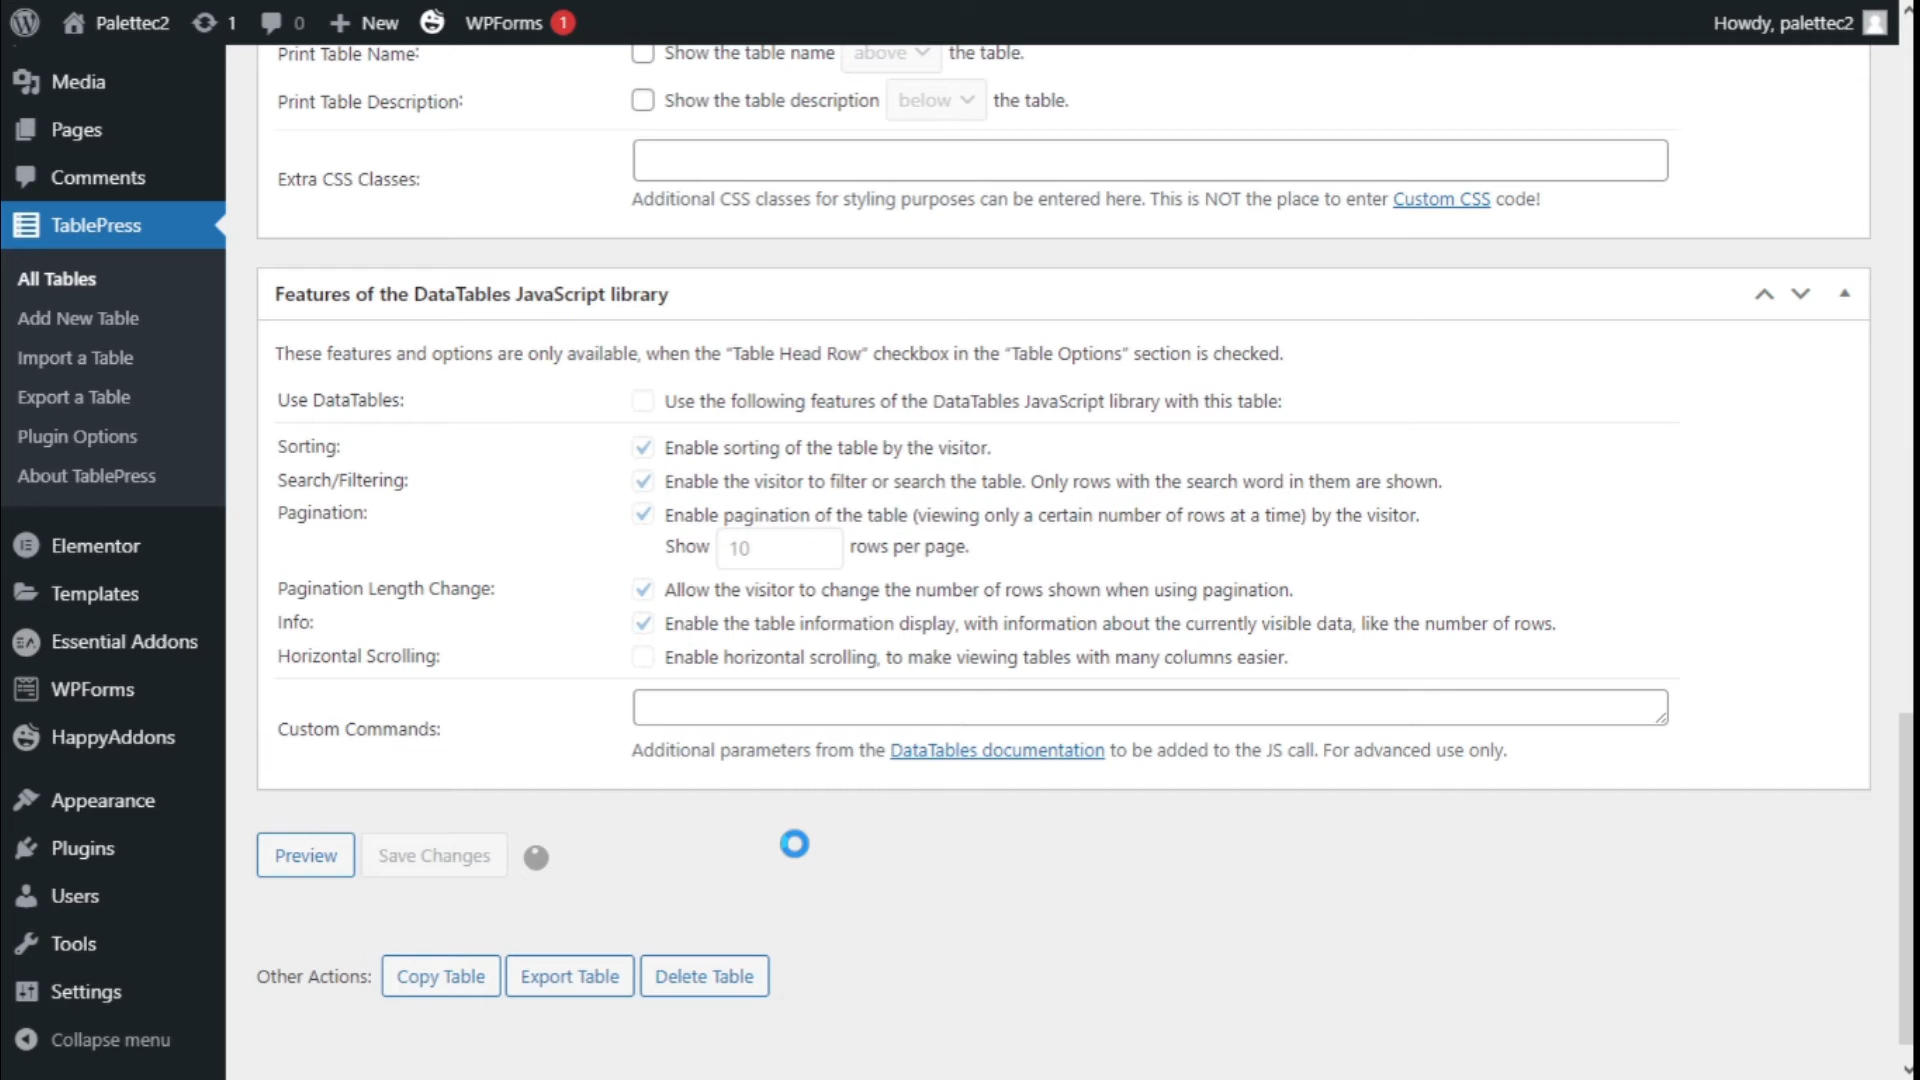 Palettec2 1 0 New WPForms 1 Howdy, palettec2
Media
Pages
Comments
TablePress
All Tables
Add New Table
Import a Table
Export a Table
Plugin Options
About TablePress
Elementor
Templates
Essential Addons
WPForms
HappyAddons
Appearance
Plugins
Users
Tools
Settings
Collapse menu
Print Table Name: Show the table name above the table.
Print Table Description: Show the table description below the table.
Extra CSS Classes:
Additional CSS classes for styling purposes can be entered here. This is NOT the place to enter Custom CSS code!
Features of the DataTables JavaScript library
These features and options are only available, when the “Table Head Row” checkbox in the “Table Options” section is checked.
Use DataTables: Use the following features of the DataTables JavaScript library with this table:
Sorting: Enable sorting of the table by the visitor.
Search/Filtering: Enable the visitor to filter or search the table. Only rows with the search word in them are shown.
Pagination: Enable pagination of the table (viewing only a certain number of rows at a time) by the visitor.
Show 10 rows per page.
Pagination Length Change: Allow the visitor to change the number of rows shown when using pagination.
Info: Enable the table information display, with information about the currently visible data, like the number of rows.
Horizontal Scrolling: Enable horizontal scrolling, to make viewing tables with many columns easier.
Custom Commands:
Additional parameters from the DataTables documentation to be added to the JS call. For advanced use only.
Preview Save Changes
Other Actions: Copy Table Export Table Delete Table